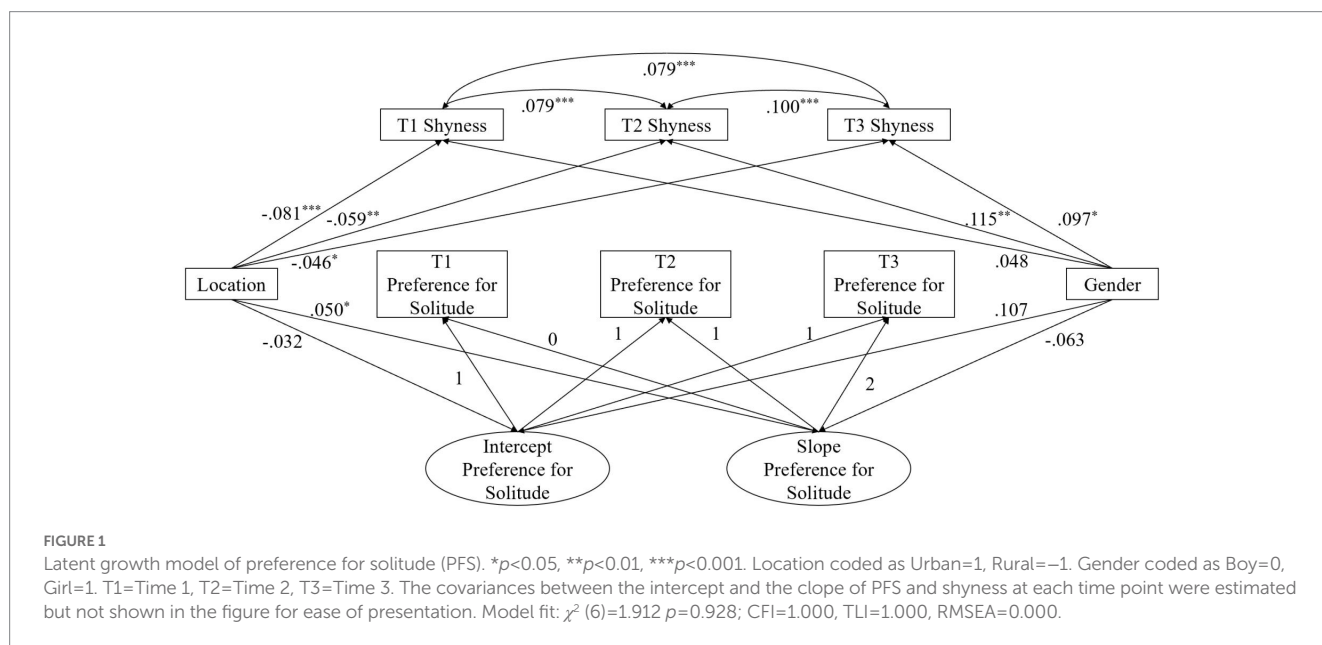 .079***
.079***
.100***
T1 Shyness
T2 Shyness
T3 Shyness
-.081***
-.059**
.115**
.097*
-.046*
.048
Location
T1
Preference for
Solitude
T2
Preference for
Solitude
T3
Preference for
Solitude
Gender
.050*
.107
-.032
0
1
1
1
-.063
1
2
Intercept
Preference for
Solitude
Slope
Preference for
Solitude
FIGURE 1
Latent growth model of preference for solitude (PFS). *p<0.05, **p<0.01, ***p<0.001. Location coded as Urban=1, Rural=−1. Gender coded as Boy=0,
Girl=1. T1=Time 1, T2=Time 2, T3=Time 3. The covariances between the intercept and the clope of PFS and shyness at each time point were estimated
but not shown in the figure for ease of presentation. Model fit: χ² (6)=1.912 p=0.928; CFI=1.000, TLI=1.000, RMSEA=0.000.